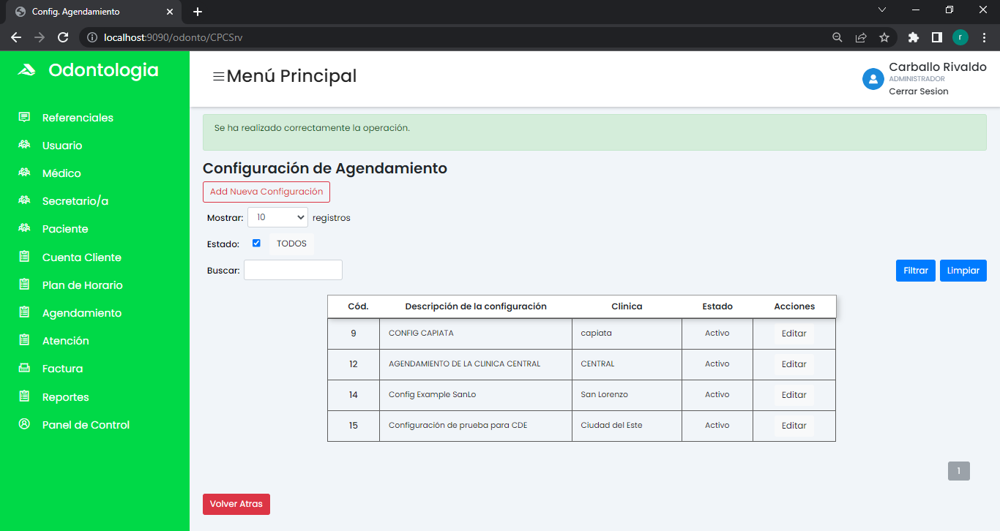 Config. Agendamiento
localhost:9090/odonto/CPCSrv
r
Odontologia
Menú Principal
Carballo Rivaldo
ADMINISTRADOR
Cerrar Sesion
Referenciales
Usuario
Médico
Secretario/a
Paciente
Cuenta Cliente
Plan de Horario
Agendamiento
Atención
Factura
Reportes
Panel de Control
Se ha realizado correctamente la operación.
Configuración de Agendamiento
Add Nueva Configuración
Mostrar: 10 registros
Estado: TODOS
Buscar: Filtrar Limpiar
Cód. Descripción de la configuración Clinica Estado Acciones
9 CONFIG CAPIATA capiata Activo Editar
12 AGENDAMIENTO DE LA CLINICA CENTRAL CENTRAL Activo Editar
14 Config Example SanLo San Lorenzo Activo Editar
15 Configuración de prueba para CDE Ciudad del Este Activo Editar
1
Volver Atras